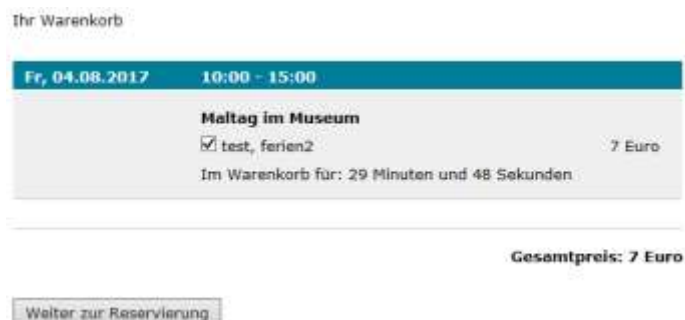 Ihr Warenkorb
Fr, 04.08.2017 10:00 - 15:00
Maltag im Museum
test, ferien2 7 Euro
Im Warenkorb für: 29 Minuten und 48 Sekunden
Gesamtpreis: 7 Euro
Weiter zur Reservierung